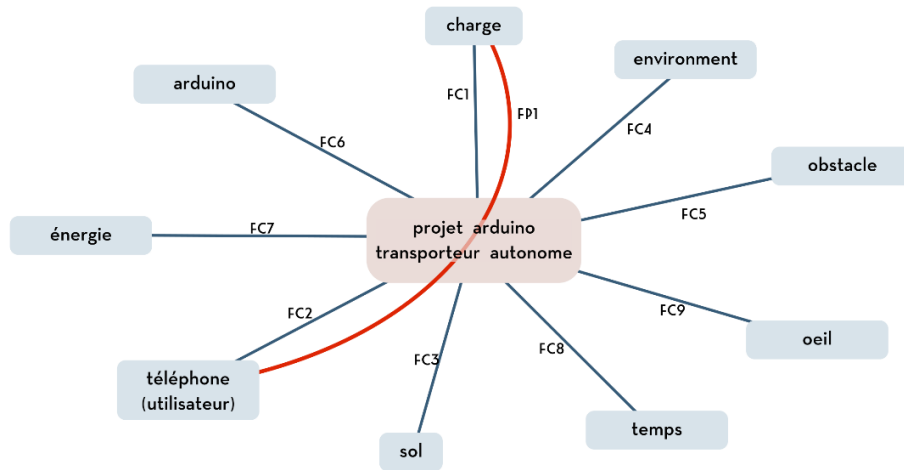 charge
environment
arduino
FC1
FP1
FC4
FC6
obstacle
FC5
projet arduino
transporteur autonome
énergie
FC7
FC2
FC3
FC8
FC9
oeil
téléphone
(utilisateur)
sol
temps